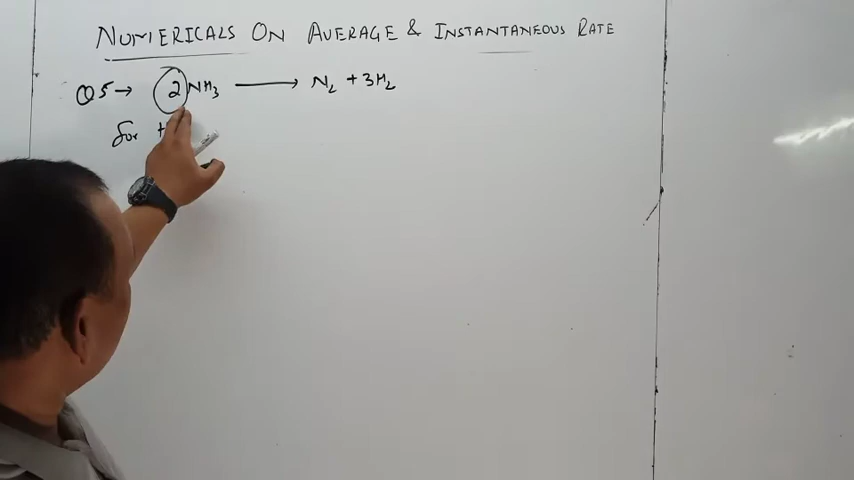 NUMERICALS ON AVERAGE & INSTANTANEOUS RATE
Q5→ 2NH3 ⟶ N2 + 3H2
for